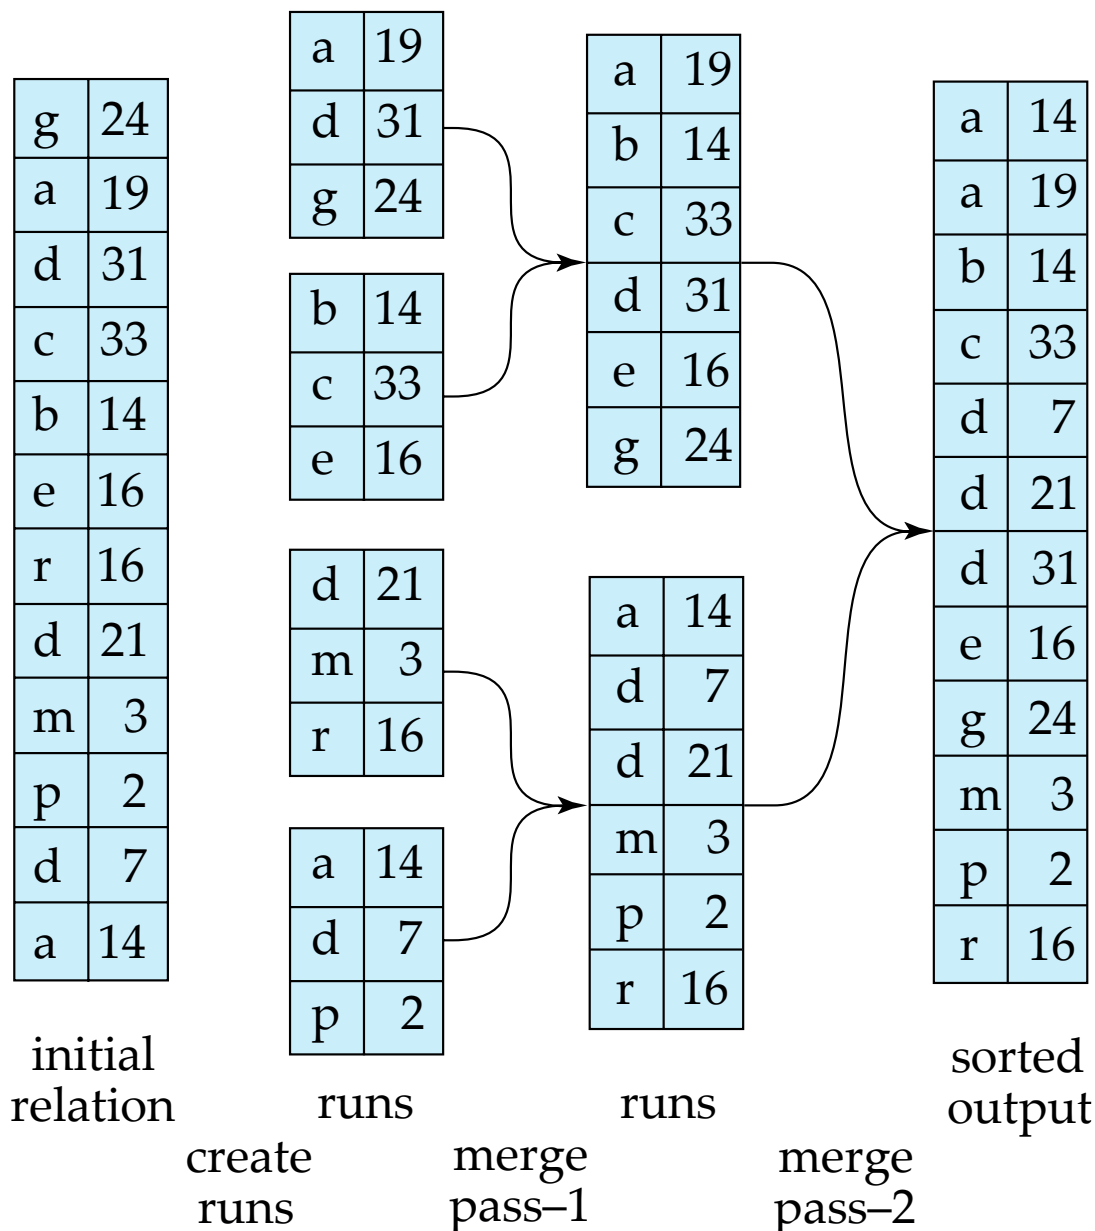 g 24
a 19
d 31
c 33
b 14
e 16
r 16
d 21
m 3
p 2
d 7
a 14
initial
relation
create
runs
a 19
d 31
g 24
b 14
c 33
e 16
d 21
m 3
r 16
a 14
d 7
p 2
runs
merge
pass–1
a 19
b 14
c 33
d 31
e 16
g 24
a 14
d 7
d 21
m 3
p 2
r 16
runs
merge
pass–2
a 14
a 19
b 14
c 33
d 7
d 21
d 31
e 16
g 24
m 3
p 2
r 16
sorted
output